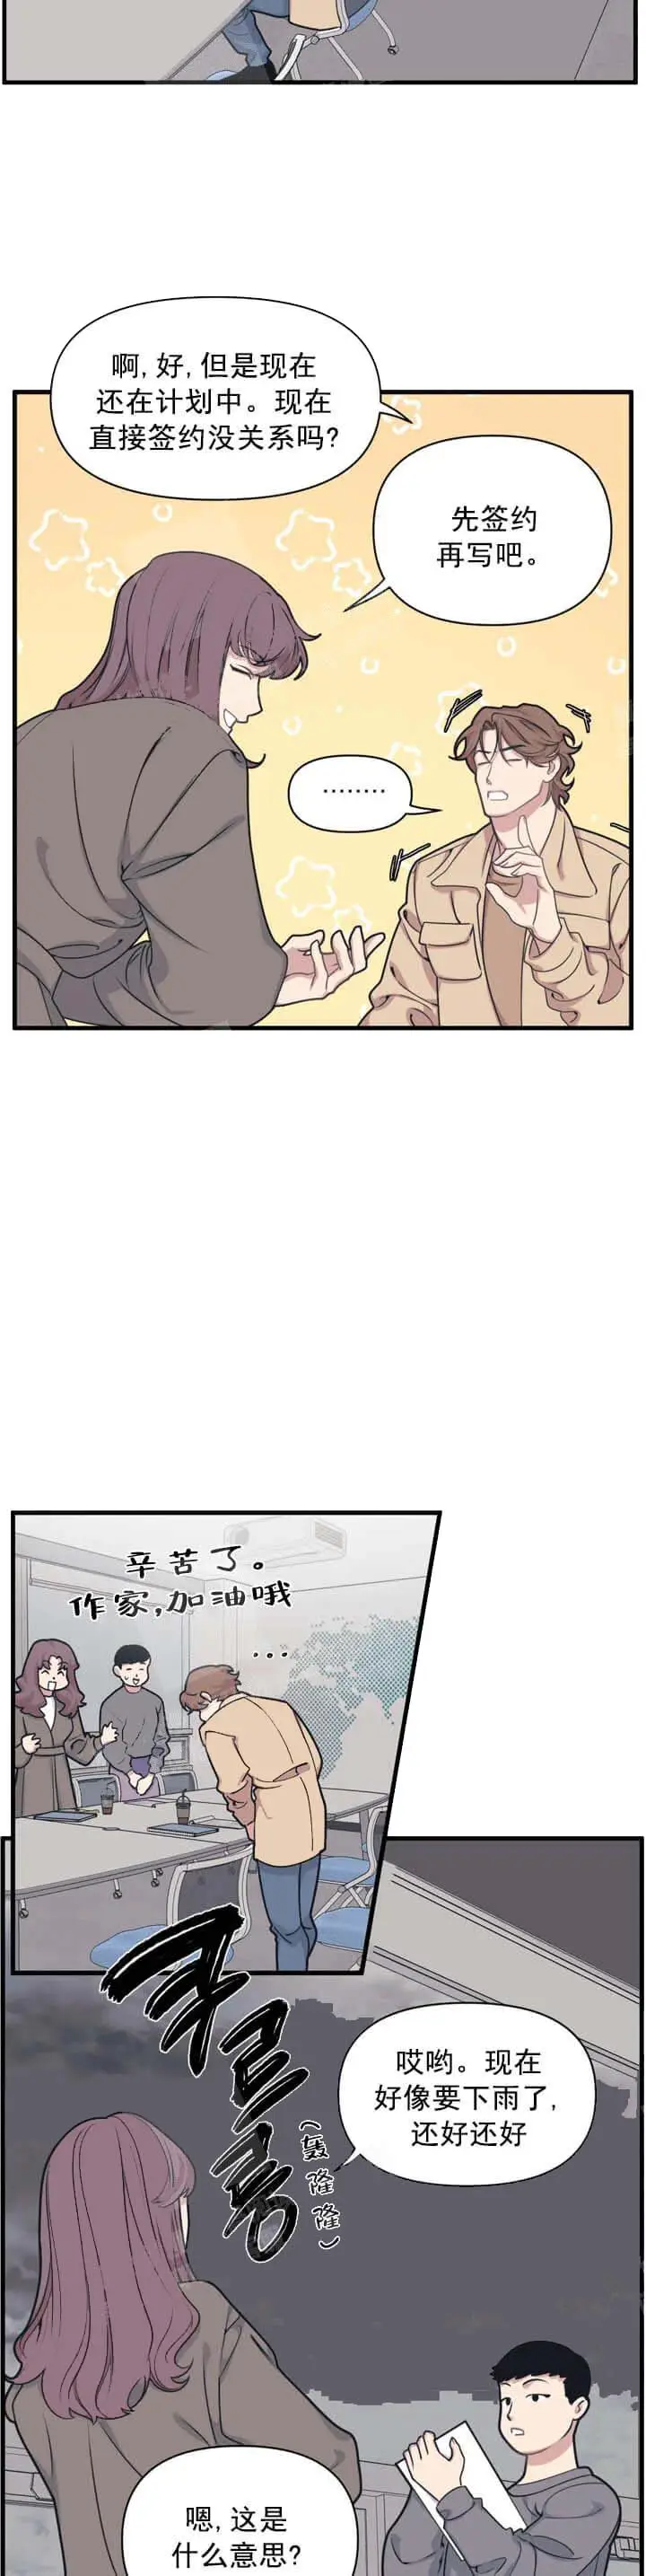 啊,好,但是现在
还在计划中。现在
直接签约没关系吗?
先签约
再写吧。
………
辛苦了。
作家,加油哦
...
쿠르릉
(轰隆隆)
哎哟。现在
好像要下雨了,
还好还好
嗯,这是
什么意思?